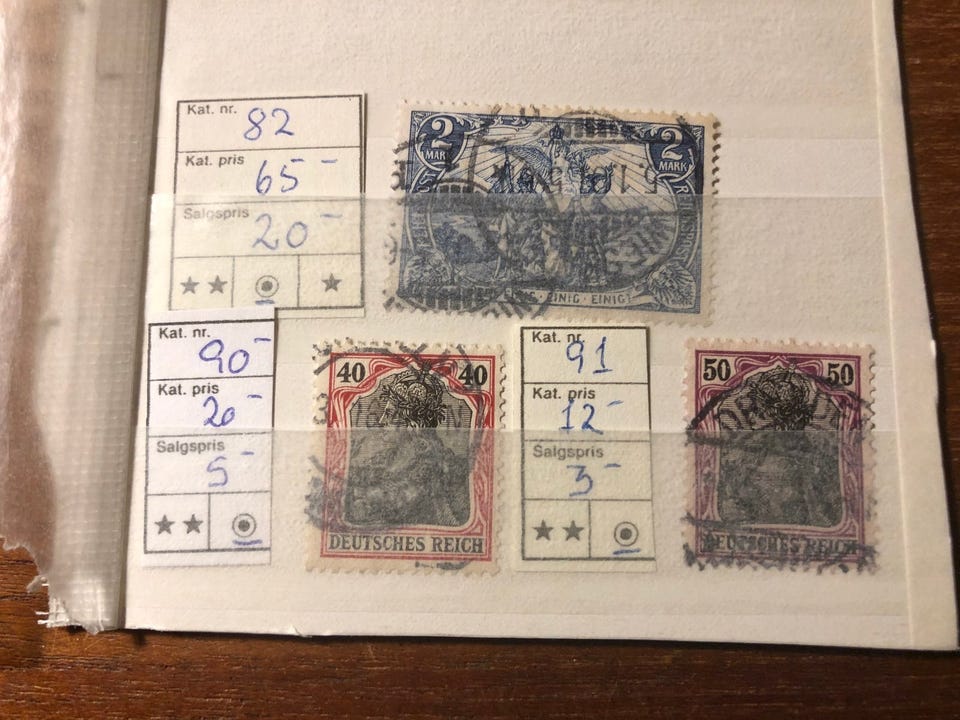 Kat. nr.
82
Kat. pris
65-
Salgspris
20-
2
MARK
2
MARK
EINIG · EINIG!
Kat. nr.
90-
Kat. pris
20-
Salgspris
5-
40 40
DEUTSCHES REICH
Kat. nr.
91
Kat. pris
12-
Salgspris
3-
50 50
DEUTSCHES REICH